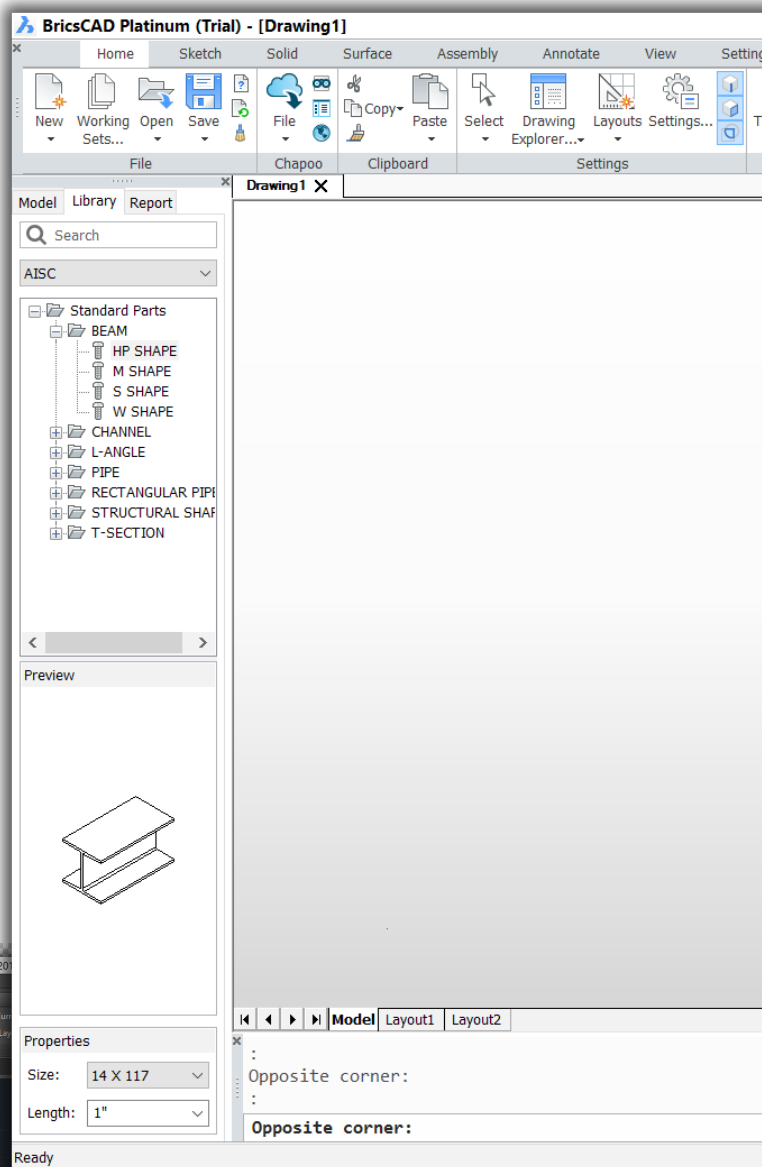 BricsCAD Platinum (Trial) - [Drawing1]
Home Sketch Solid Surface Assembly Annotate View
New Working Sets... Open Save
File
Copy
Paste
Select
Drawing Explorer...
Layouts
Settings...
File Chapoo Clipboard Settings
Drawing1
Model Library Report
Search
AISC
Standard Parts
BEAM
HP SHAPE
M SHAPE
S SHAPE
W SHAPE
CHANNEL
L-ANGLE
PIPE
RECTANGULAR PIPE
STRUCTURAL SHAP
T-SECTION
Preview
Properties
Size: 14 X 117
Length: 1"
Model Layout1 Layout2
:
Opposite corner:
:
Opposite corner:
Ready